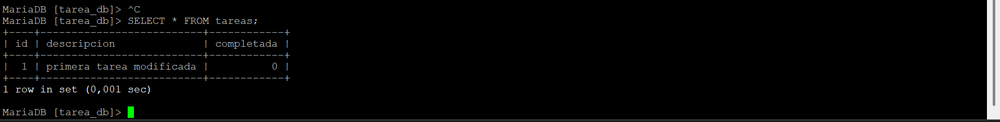 MariaDB [tarea_db]> ^C
MariaDB [tarea_db]> SELECT * FROM tareas;
+----+--------------------------+------------+
| id | descripcion              | completada |
+----+--------------------------+------------+
|  1 | primera tarea modificada |          0 |
+----+--------------------------+------------+
1 row in set (0,001 sec)
MariaDB [tarea_db]>